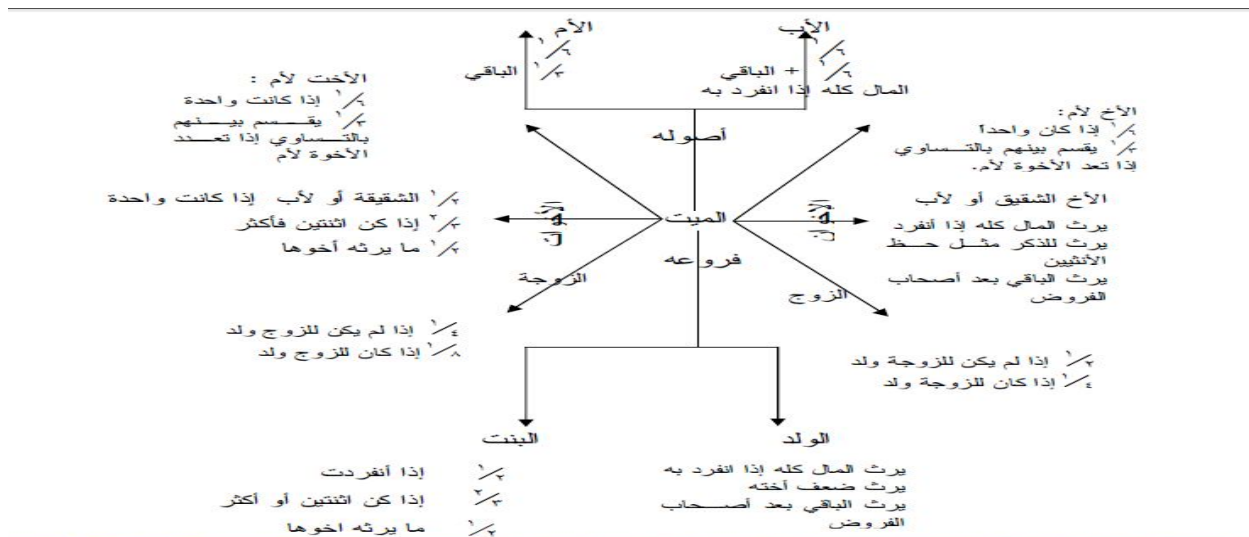 الأب
١/٦
١/٦ + الباقي
المال كله إذا انفرد به
الأم
١/٦
١/٣ الباقي
أصوله
الأخ لأم:
١/٦ إذا كان واحداً
١/٣ يقسم بينهم بالتساوي
إذا تعد الأخوة لأم.
الأخت لأم :
١/٦ إذا كانت واحدة
١/٣ يقسم بينهم
بالتساوي إذا تعدد
الأخوة لأم
الميت
الإخوان
الأخ الشقيق أو لأب
يرث المال كله إذا أنفرد
يرث للذكر مثل حظ
الأنثيين
يرث الباقي بعد أصحاب
الفروض
١/٢ الشقيقة أو لأب إذا كانت واحدة
٢/٣ إذا كن اثنتين فأكثر
١/٢ ما يرثه أخوها
فروعه
الزوج
١/٢ إذا لم يكن للزوجة ولد
١/٤ إذا كان للزوجة ولد
الزوجة
١/٤ إذا لم يكن للزوج ولد
١/٨ إذا كان للزوج ولد
الولد
يرث المال كله إذا انفرد به
يرث ضعف أخته
يرث الباقي بعد أصحاب
الفروض
البنت
١/٢ إذا أنفردت
٢/٣ إذا كن اثنتين أو أكثر
١/٢ ما يرثه اخوها